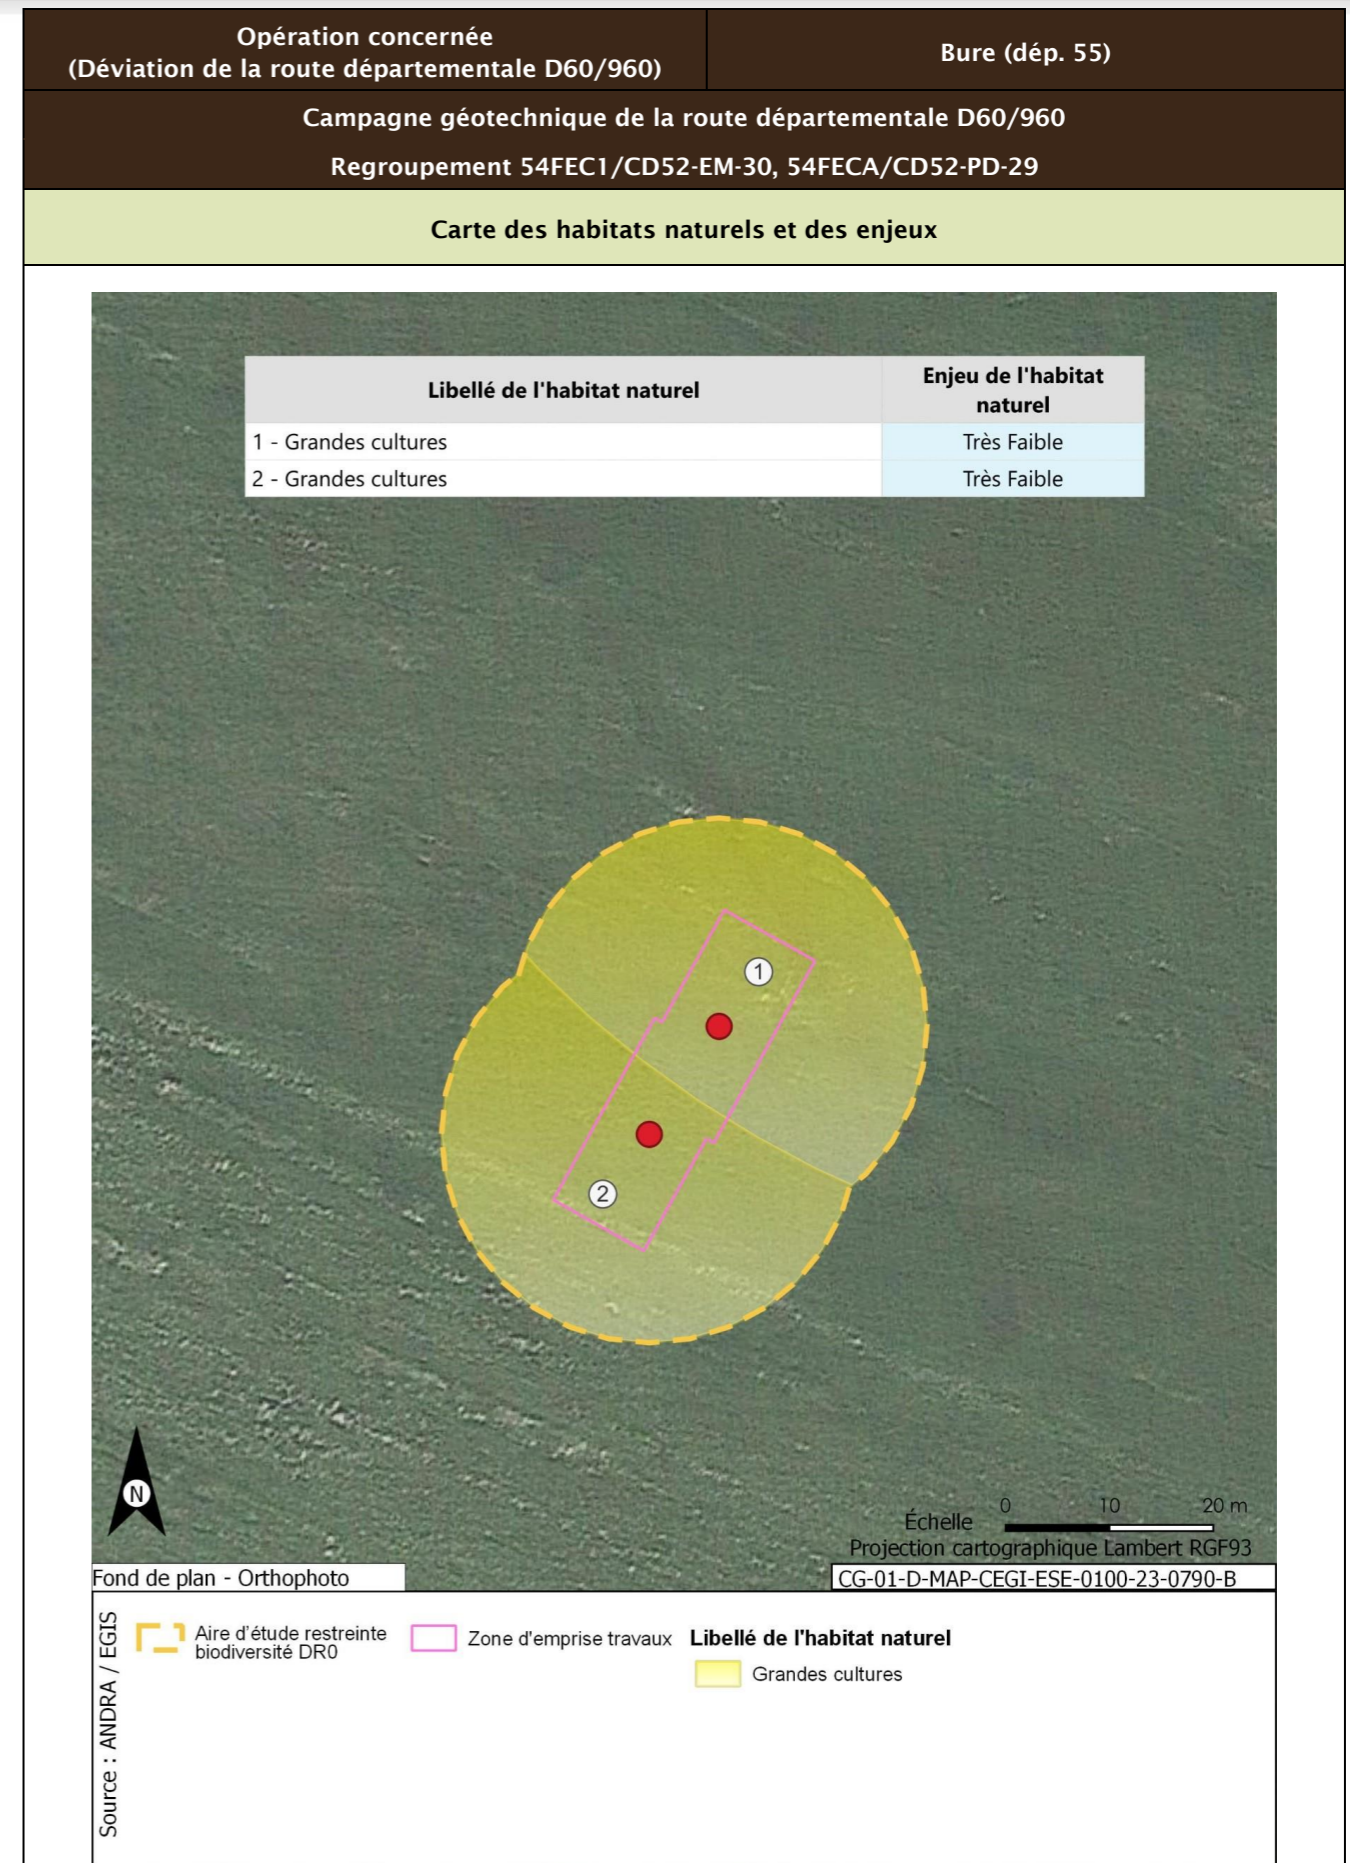 Opération concernée
(Déviation de la route départementale D60/960)
Bure (dép. 55)
Campagne géotechnique de la route départementale D60/960
Regroupement 54FEC1/CD52-EM-30, 54FECA/CD52-PD-29
Carte des habitats naturels et des enjeux
Libellé de l'habitat naturel
Enjeu de l'habitat
naturel
1 - Grandes cultures
Très Faible
2 - Grandes cultures
Très Faible
1
2
N
0 10 20 m
Échelle
Projection cartographique Lambert RGF93
Fond de plan - Orthophoto
CG-01-D-MAP-CEGI-ESE-0100-23-0790-B
Source : ANDRA / EGIS
Aire d'étude restreinte
biodiversité DR0
Zone d'emprise travaux
Libellé de l'habitat naturel
Grandes cultures